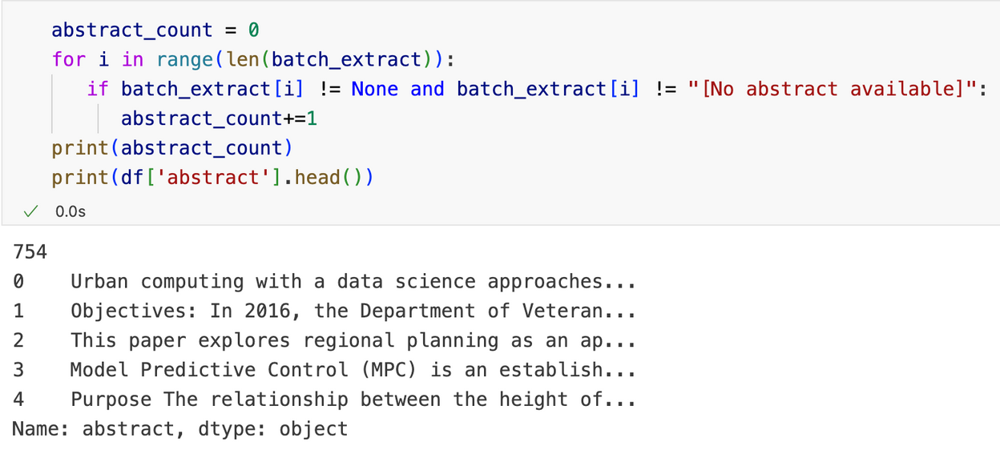 abstract_count = 0
for i in range(len(batch_extract)):
   if batch_extract[i] != None and batch_extract[i] != "[No abstract available]":
      abstract_count+=1
print(abstract_count)
print(df['abstract'].head())
✓ 0.0s
754
0    Urban computing with a data science approaches...
1    Objectives: In 2016, the Department of Veteran...
2    This paper explores regional planning as an ap...
3    Model Predictive Control (MPC) is an establish...
4    Purpose The relationship between the height of...
Name: abstract, dtype: object